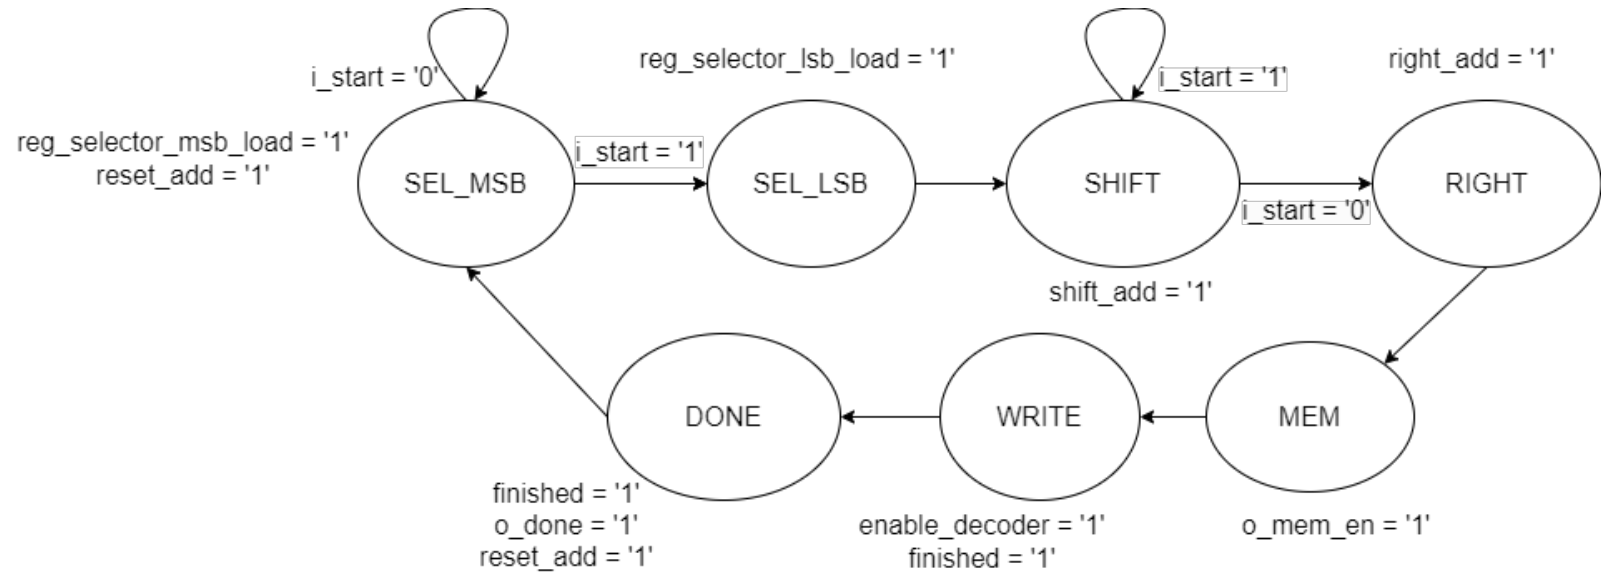 i_start = '0'
reg_selector_lsb_load = '1'
i_start = '1'
right_add = '1'
reg_selector_msb_load = '1'
reset_add = '1'
i_start = '1'
SEL_MSB
SEL_LSB
SHIFT
RIGHT
i_start = '0'
shift_add = '1'
DONE
WRITE
MEM
finished = '1'
o_done = '1'
reset_add = '1'
enable_decoder = '1'
finished = '1'
o_mem_en = '1'